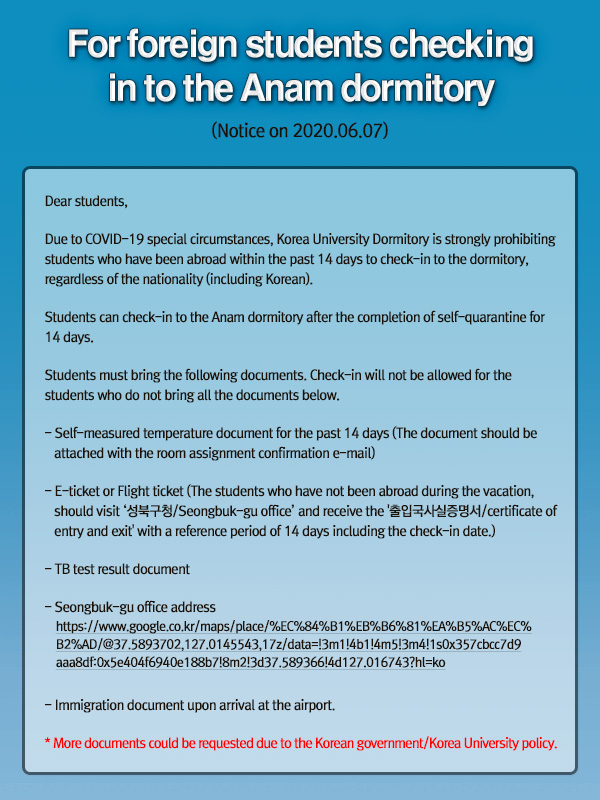 For foreign students checking
in to the Anam dormitory
(Notice on 2020.06.07)
Dear students,
Due to COVID-19 special circumstances, Korea University Dormitory is strongly prohibiting
students who have been abroad within the past 14 days to check-in to the dormitory,
regardless of the nationality (including Korean).
Students can check-in to the Anam dormitory after the completion of self-quarantine for
14 days.
Students must bring the following documents. Check-in will not be allowed for the
students who do not bring all the documents below.
- Self-measured temperature document for the past 14 days (The document should be
attached with the room assignment confirmation e-mail)
- E-ticket or Flight ticket (The students who have not been abroad during the vacation,
should visit ‘성북구청/Seongbuk-gu office’ and receive the '출입국사실증명서/certificate of
entry and exit' with a reference period of 14 days including the check-in date.)
- TB test result document
- Seongbuk-gu office address
https://www.google.co.kr/maps/place/%EC%84%B1%EB%B6%81%EA%B5%AC%EC%
B2%AD/@37.5893702,127.0145543,17z/data=!3m1!4b1!4m5!3m4!1s0x357cbcc7d9
aaa8df:0x5e404f6940e188b7!8m2!3d37.589366!4d127.016743?hl=ko
- Immigration document upon arrival at the airport.
* More documents could be requested due to the Korean government/Korea University policy.